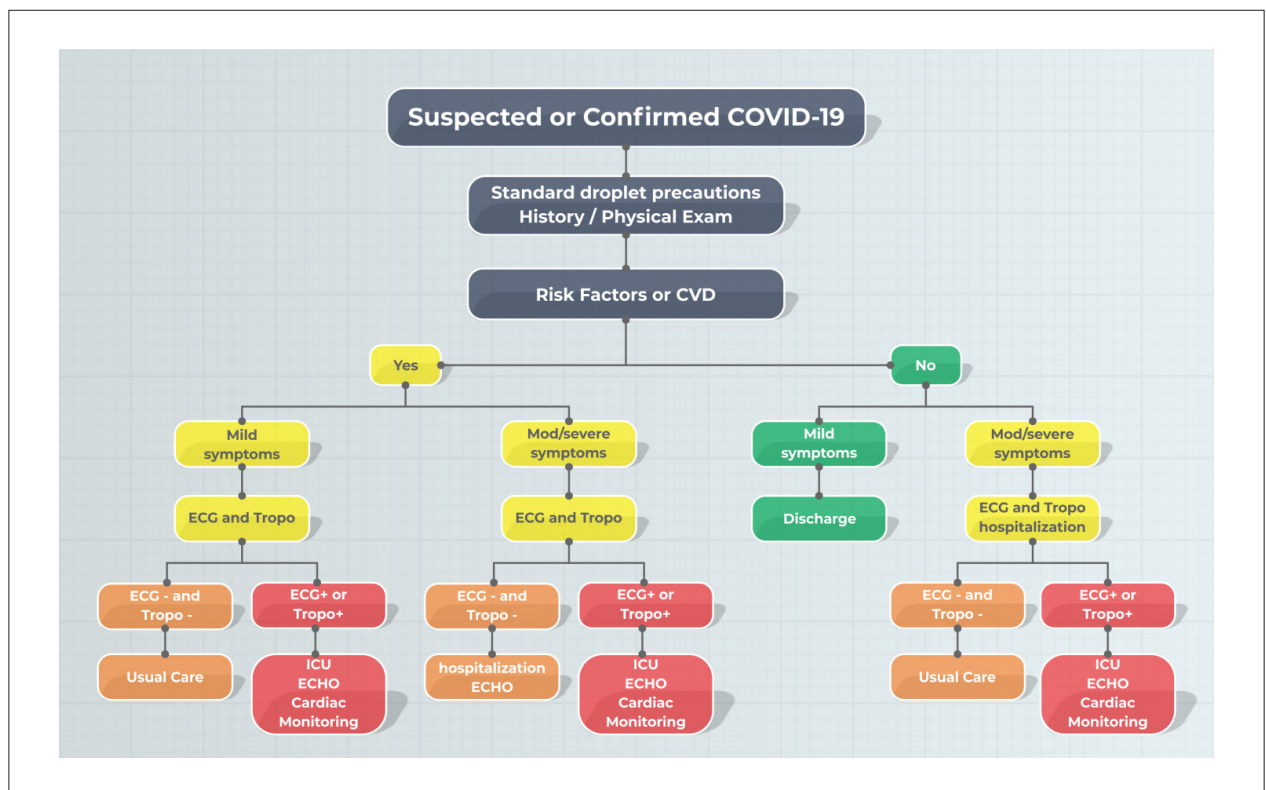 Suspected or Confirmed COVID-19
Standard droplet precautions
History / Physical Exam
Risk Factors or CVD
Yes
No
Mild
symptoms
Mod/severe
symptoms
Mild
symptoms
Mod/severe
symptoms
ECG and Tropo
ECG and Tropo
Discharge
ECG and Tropo
hospitalization
ECG - and
Tropo -
ECG+ or
Tropo+
ECG - and
Tropo -
ECG+ or
Tropo+
ECG - and
Tropo -
ECG+ or
Tropo+
Usual Care
ICU
ECHO
Cardiac
Monitoring
hospitalization
ECHO
ICU
ECHO
Cardiac
Monitoring
Usual Care
ICU
ECHO
Cardiac
Monitoring